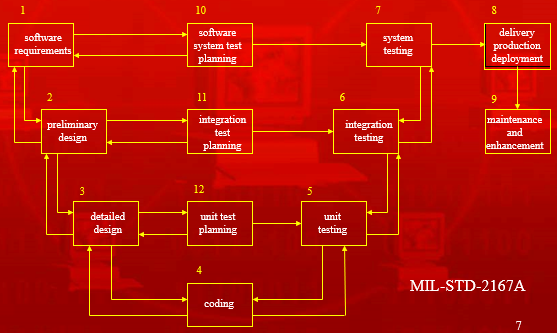 1
software
requirements
10
software
system test
planning
7
system
testing
8
delivery
production
deployment
2
preliminary
design
11
integration
test
planning
6
integration
testing
9
maintenance
and
enhancement
3
detailed
design
12
unit test
planning
5
unit
testing
4
coding
MIL-STD-2167A
7